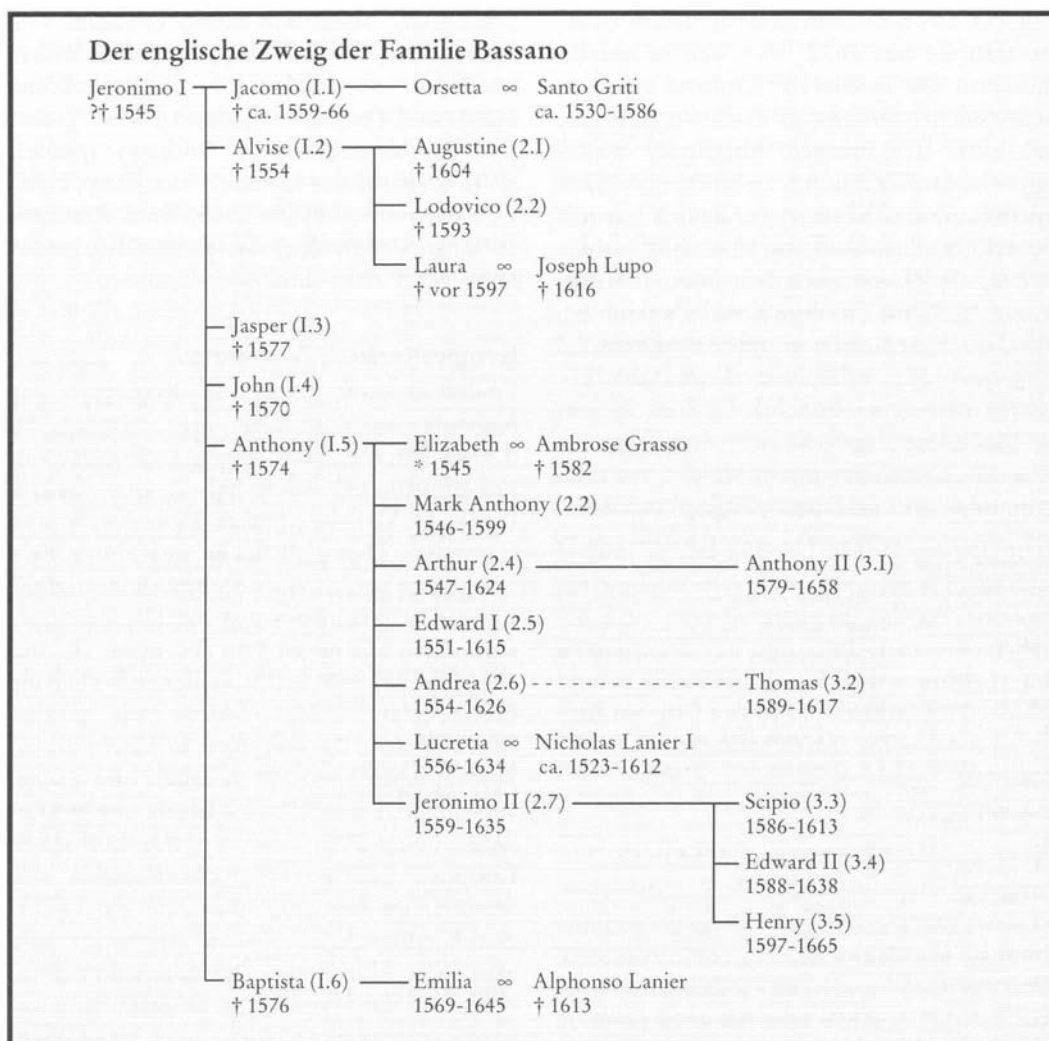 Der englische Zweig der Familie Bassano
Jeronimo I Jacomo (I.I) Orsetta ∞ Santo Griti
?† 1545 † ca. 1559-66 ca. 1530-1586
Alvise (I.2) Augustine (2.I)
† 1554 † 1604
Lodovico (2.2)
† 1593
Laura ∞ Joseph Lupo
† vor 1597 † 1616
Jasper (I.3)
† 1577
John (I.4)
† 1570
Anthony (I.5) Elizabeth ∞ Ambrose Grasso
† 1574 * 1545 † 1582
Mark Anthony (2.2)
1546-1599
Arthur (2.4) Anthony II (3.I)
1547-1624 1579-1658
Edward I (2.5)
1551-1615
Andrea (2.6) Thomas (3.2)
1554-1626 1589-1617
Lucretia ∞ Nicholas Lanier I
1556-1634 ca. 1523-1612
Jeronimo II (2.7) Scipio (3.3)
1559-1635 1586-1613
Edward II (3.4)
1588-1638
Henry (3.5)
1597-1665
Baptista (I.6) Emilia ∞ Alphonso Lanier
† 1576 1569-1645 † 1613